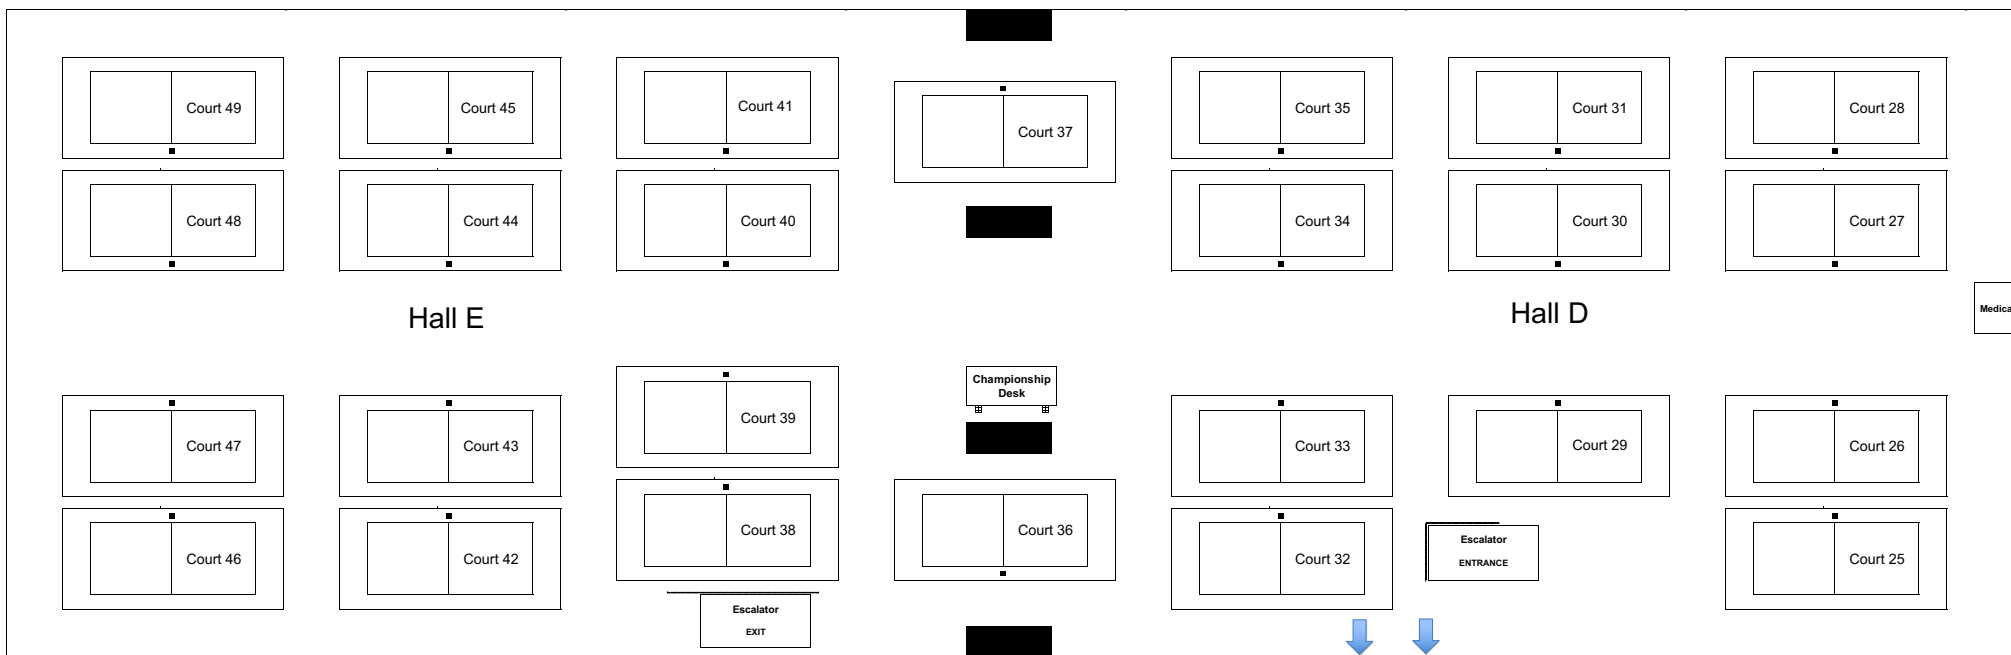 Court 49
Court 45
Court 41
Court 37
Court 35
Court 31
Court 28
Court 48
Court 44
Court 40
Court 34
Court 30
Court 27
Hall E
Hall D
Medica
Championship
Desk
Court 47
Court 43
Court 39
Court 33
Court 29
Court 26
Court 46
Court 42
Court 38
Court 36
Court 32
Escalator
ENTRANCE
Court 25
Escalator
EXIT